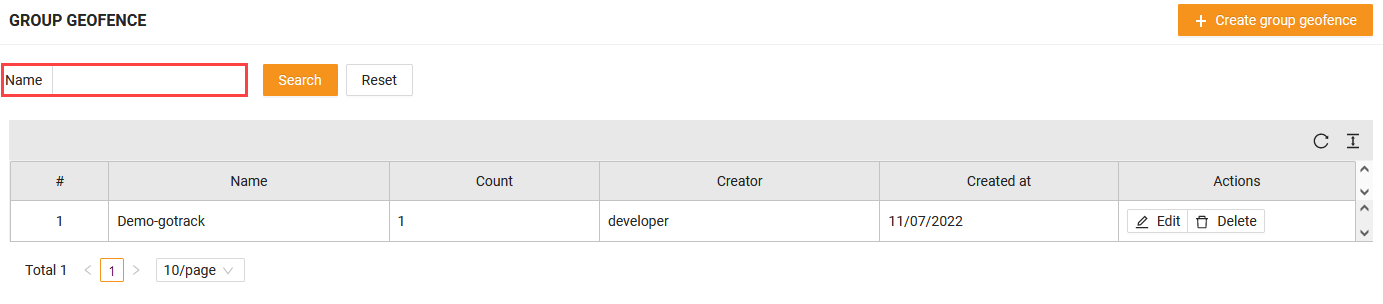 GROUP GEOFENCE
+ Create group geofence
Name Search Reset
# Name Count Creator Created at Actions
1 Demo-gotrack 1 developer 11/07/2022 Edit Delete
Total 1 < 1 > 10/page